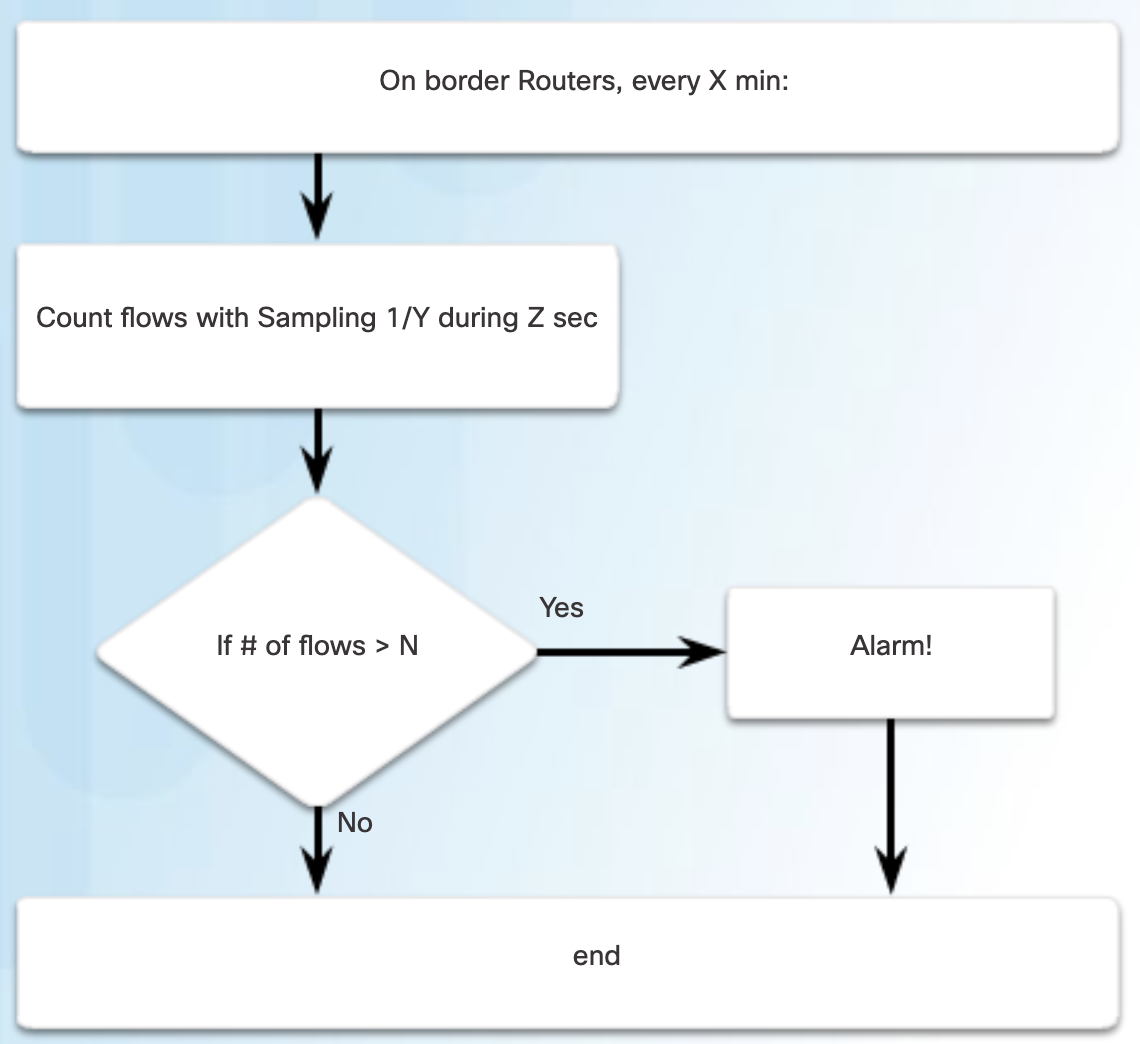 On border Routers, every X min:
Count flows with Sampling 1/Y during Z sec
If # of flows > N
Yes
Alarm!
No
end